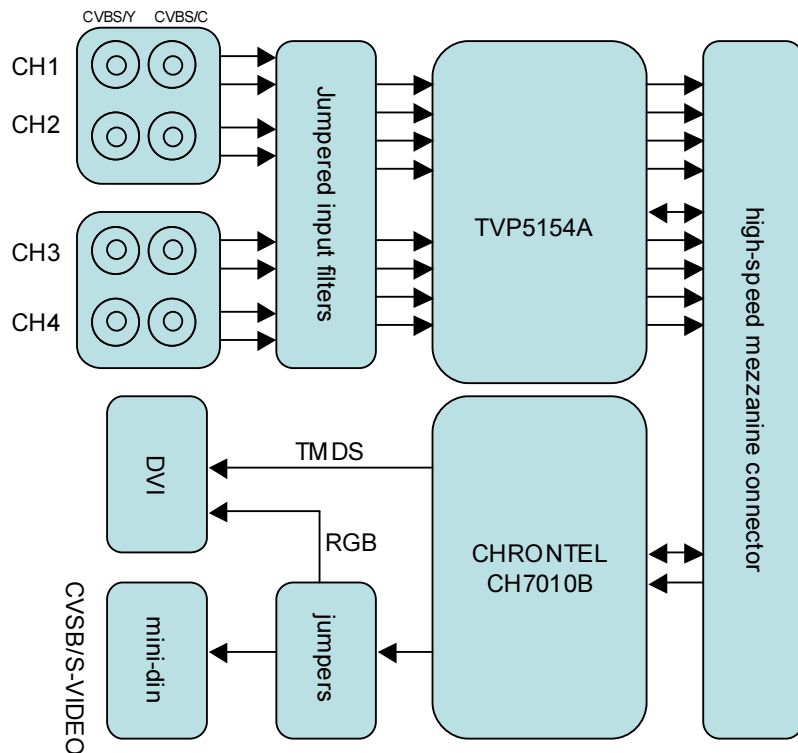 CVBS/Y CVBS/C
CH1
CH2
CH3
CH4
Jumpered input filters
TVP5154A
high-speed mezzanine connector
DVI
TMDS
RGB
CHRONTEL
CH7010B
CVSB/S-VIDEO
mini-din
jumpers